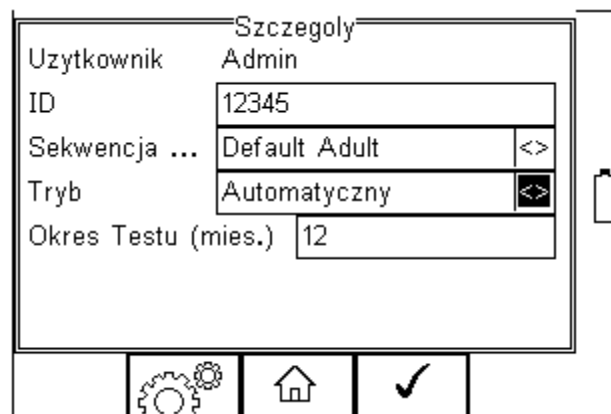 Szczegoly
Uzytkownik Admin
ID 12345
Sekwencja ... Default Adult <>
Tryb Automatyczny <>
Okres Testu (mies.) 12